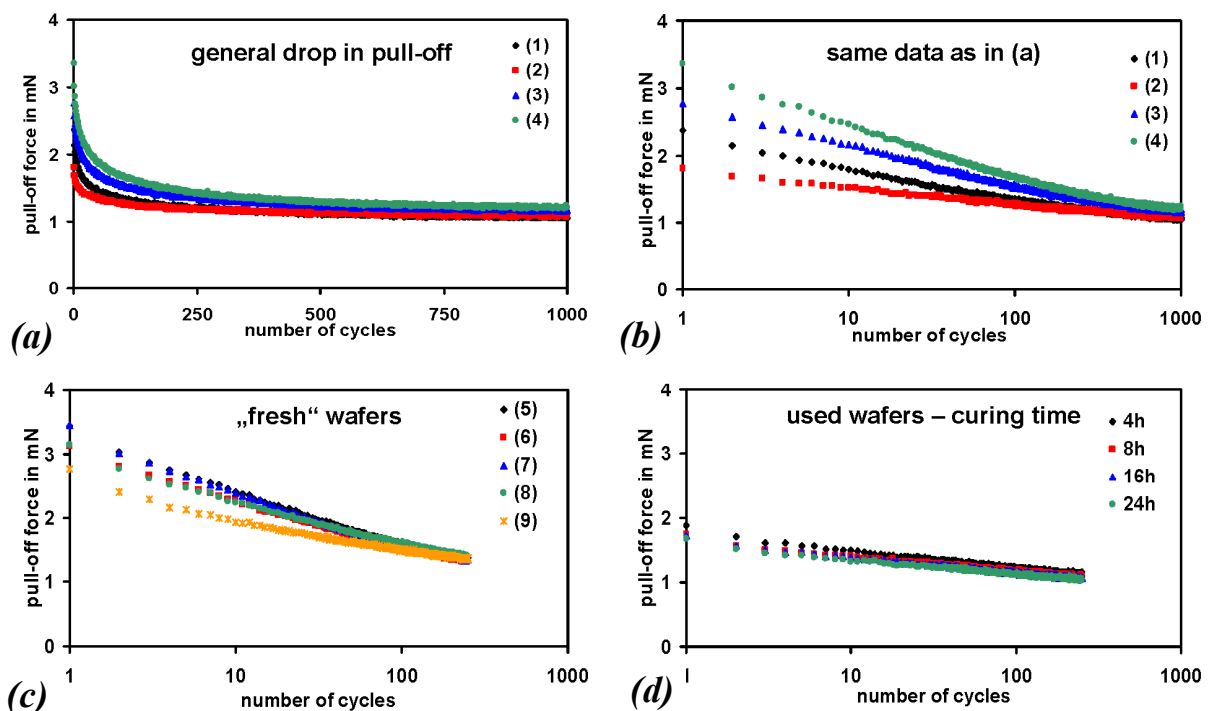 general drop in pull-off
pull-off force in mN
4
3
2
1
0
0
250
500
750
1000
number of cycles
(1)
(2)
(3)
(4)
(a)
same data as in (a)
pull-off force in mN
4
3
2
1
0
1
10
100
1000
number of cycles
(1)
(2)
(3)
(4)
(b)
„fresh“ wafers
pull-off force in mN
4
3
2
1
0
1
10
100
1000
number of cycles
(5)
(6)
(7)
(8)
(9)
(c)
used wafers – curing time
pull-off force in mN
4
3
2
1
0
1
10
100
1000
number of cycles
4h
8h
16h
24h
(d)